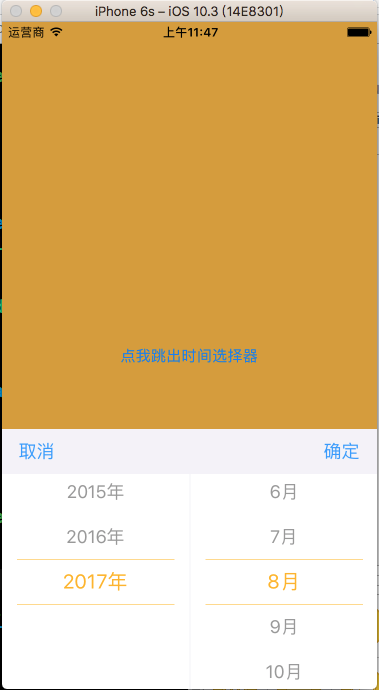 iPhone 6s – iOS 10.3 (14E8301)
运营商 上午11:47
点我跳出时间选择器
取消 确定
2015年 6月
2016年 7月
2017年 8月
9月
10月